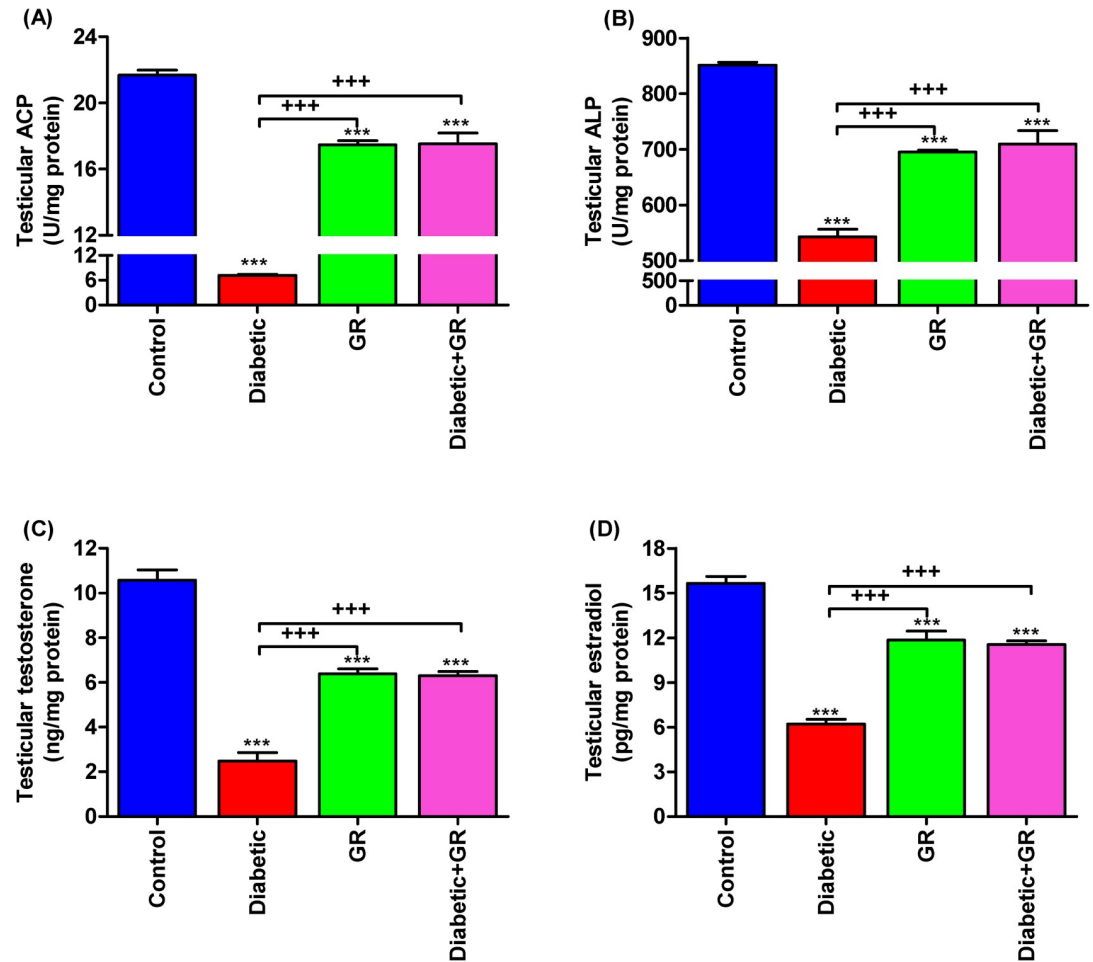 (A)
Testicular ACP
(U/mg protein)
24
20
16
12
12
6
0
+++
+++
***
***
***
Control
Diabetic
GR
Diabetic+GR
(B)
Testicular ALP
(U/mg protein)
900
800
700
600
500
500
0
+++
+++
***
***
***
Control
Diabetic
GR
Diabetic+GR
(C)
Testicular testosterone
(ng/mg protein)
12
10
8
6
4
2
0
+++
+++
***
***
***
Control
Diabetic
GR
Diabetic+GR
(D)
Testicular estradiol
(pg/mg protein)
18
15
12
9
6
3
0
+++
+++
***
***
***
Control
Diabetic
GR
Diabetic+GR